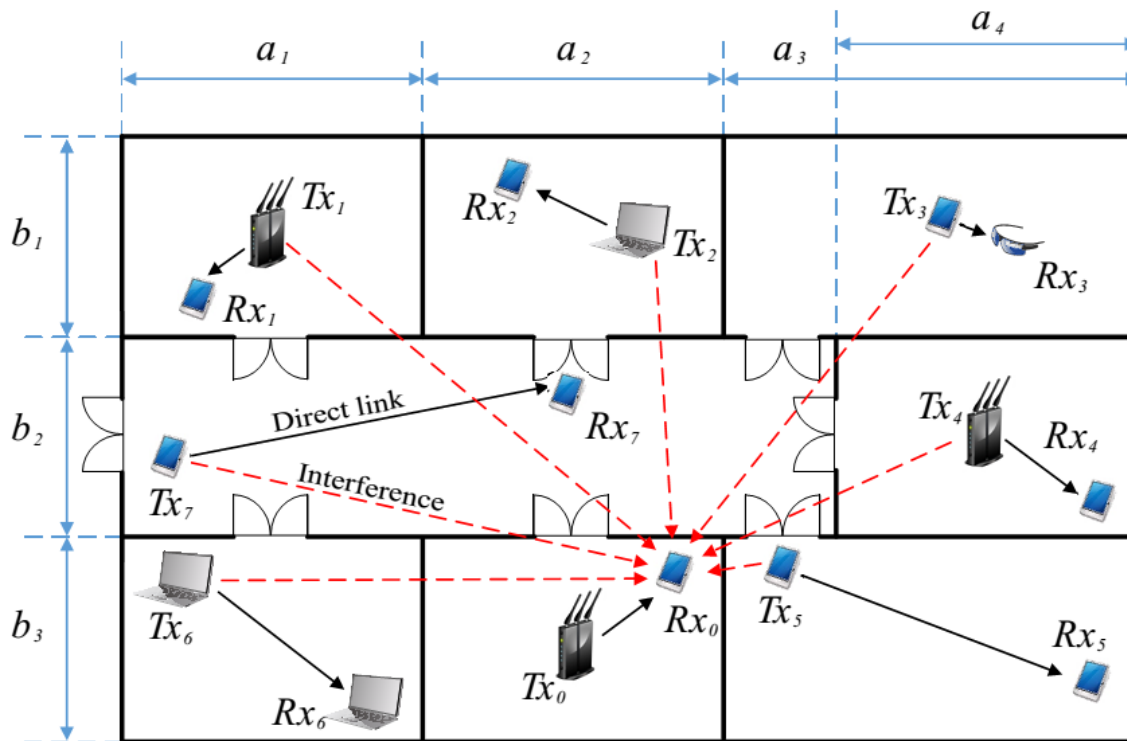 a₁ a₂ a₃ a₄
b₁
Tx₁
Rx₁
Rx₂
Tx₂
Tx₃
Rx₃
b₂
Direct link
Rx₇
Tx₄
Rx₄
Tx₇
Interference
b₃
Tx₆
Rx₆
Tx₀
Rx₀
Tx₅
Rx₅